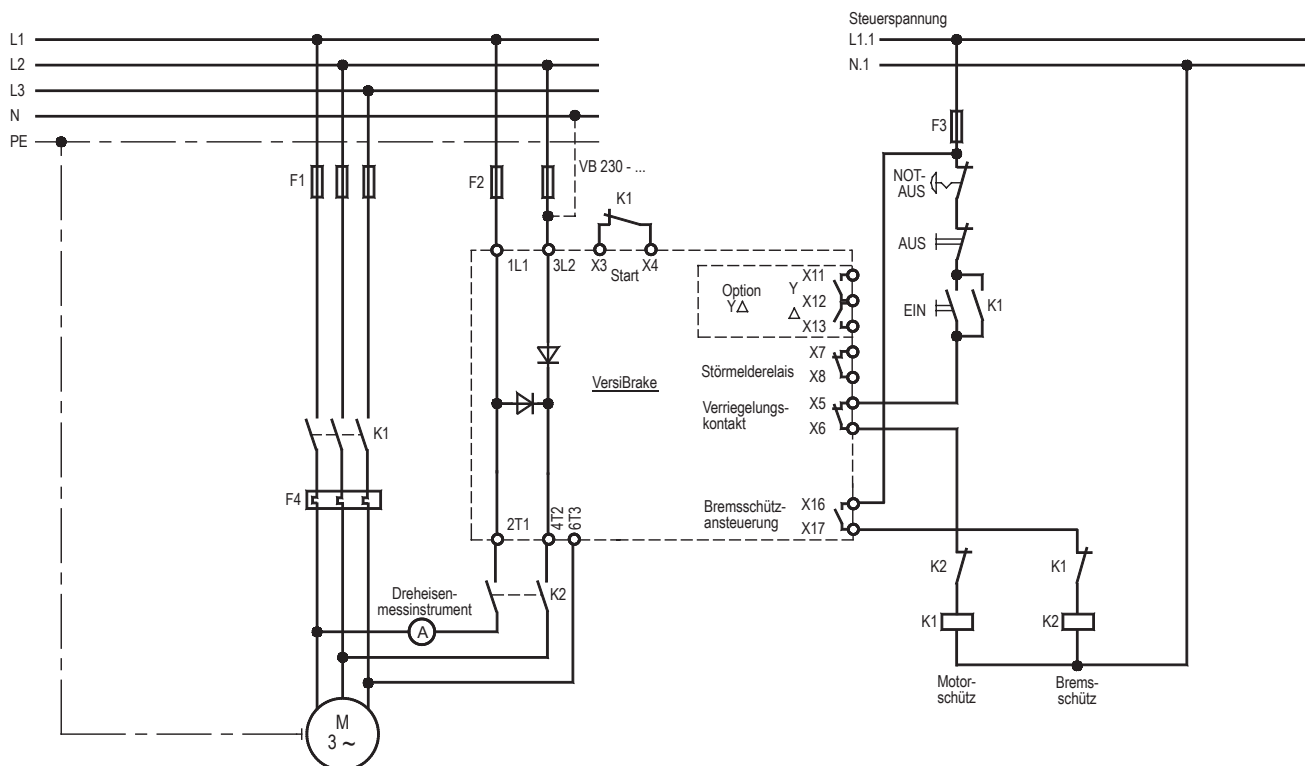 Steuerspannung
L1
L2
L3
N
PE
L1.1
N.1
F1
F2
VB 230 - ...
K1
F3
NOT-
AUS
AUS
EIN
K1
1L1
3L2
X3
X4
Start
Option
Y△
Y
△
X11
X12
X13
VersiBrake
Störmelderelais
X7
X8
Verriegelungs-
kontakt
X5
X6
Bremsschütz-
ansteuerung
X16
X17
K1
F4
2T1
4T2
6T3
Dreheisen-
messinstrument
A
K2
K2
K1
K1
K2
Motor-
schütz
Brems-
schütz
M
3 ~